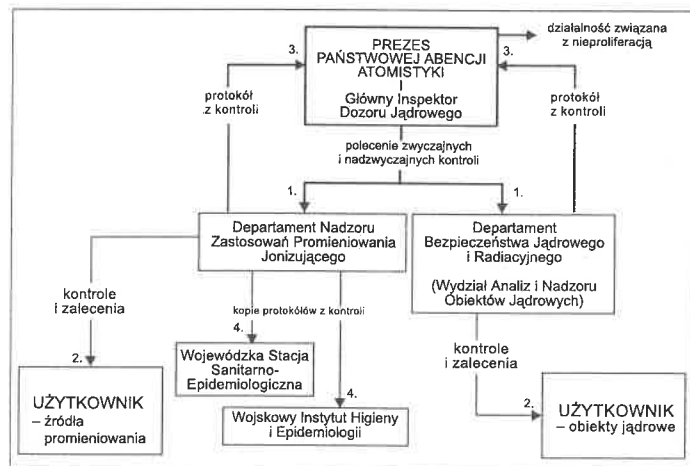 działalność związana
z nieproliferacją
3.
PREZES
PAŃSTWOWEJ ABENCJI
ATOMISTYKI
Główny Inspektor
Dozoru Jądrowego
3.
protokół
z kontroli
protokół
z kontroli
polecenie zwyczajnych
i nadzwyczajnych kontroli
1.
1.
Departament Nadzoru
Zastosowań Promieniowania
Jonizującego
Departament
Bezpieczeństwa Jądrowego
i Radiacyjnego
(Wydział Analiz i Nadzoru
Obiektów Jądrowych)
kontrole
i zalecenia
kopie protokółów z kontroli
4.
Wojewódzka Stacja
Sanitarno-
Epidemiologiczna
kontrole
i zalecenia
2.
UŻYTKOWNIK
– źródła
promieniowania
4.
Wojskowy Instytut Higieny
i Epidemiologii
2.
UŻYTKOWNIK
– obiekty jądrowe